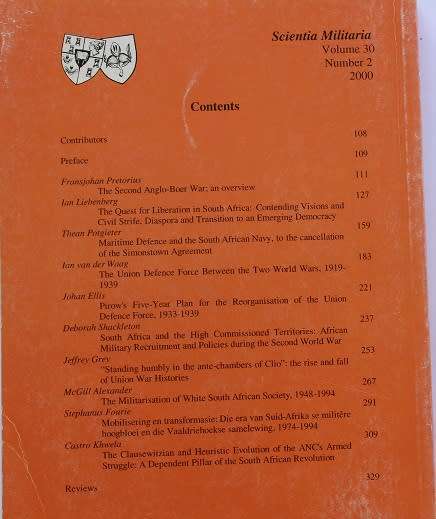 Scientia Militaria
Volume 30
Number 2
2000
Contents
Contributors 108
Preface 109
Fransjohan Pretorius 111
The Second Anglo-Boer War; an overview
Ian Liebenberg 127
The Quest for Liberation in South Africa: Contending Visions and
Civil Strife, Diaspora and Transition to an Emerging Democracy
Thean Potgieter 159
Maritime Defence and the South African Navy, to the cancellation
of the Simonstown Agreement
Ian van der Waag 183
The Union Defence Force Between the Two World Wars, 1919-
1939
Johan Ellis 221
Pirow's Five-Year Plan for the Reorganisation of the Union
Defence Force, 1933-1939
Deborah Shackleton 237
South Africa and the High Commissioned Territories: African
Military Recruitment and Policies during the Second World War
Jeffrey Grey 253
"Standing humbly in the ante-chambers of Clio": the rise and fall
of Union War Histories
McGill Alexander 267
The Militarisation of White South African Society, 1948-1994
Stephanus Fourie 291
Mobilisering en transformasie: Die era van Suid-Afrika se militêre
hoogbloei en die Vaaldriehoekse samelewing, 1974-1994
Castro Khwela 309
The Clausewitzian and Heuristic Evolution of the ANC's Armed
Struggle: A Dependent Pillar of the South African Revolution
Reviews 329